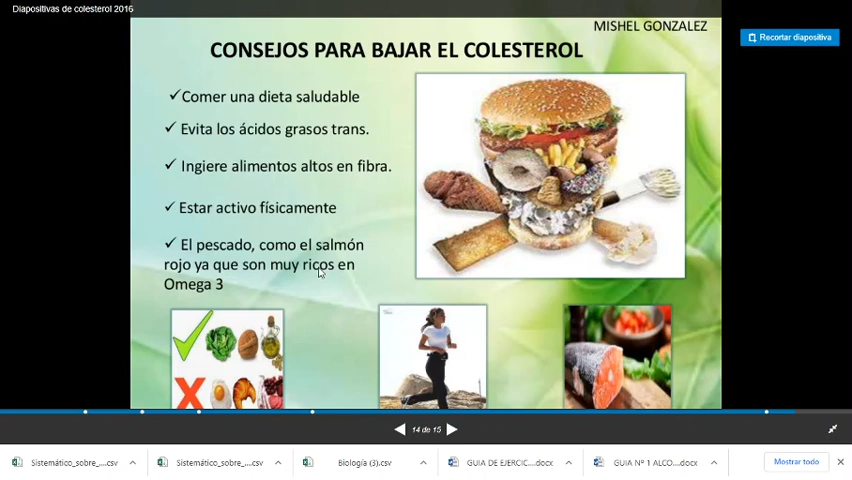 Diapositivas de colesterol 2016
MISHEL GONZALEZ
Recortar diapositiva
CONSEJOS PARA BAJAR EL COLESTEROL
✓Comer una dieta saludable
✓ Evita los ácidos grasos trans.
✓ Ingiere alimentos altos en fibra.
✓ Estar activo físicamente
✓ El pescado, como el salmón
rojo ya que son muy ricos en
Omega 3
14 de 15
Sistemático_sobre_....csv
Sistemático_sobre_....csv
Biología (3).csv
GUIA DE EJERCIC....docx
GUIA Nº 1 ALCO....docx
Mostrar todo